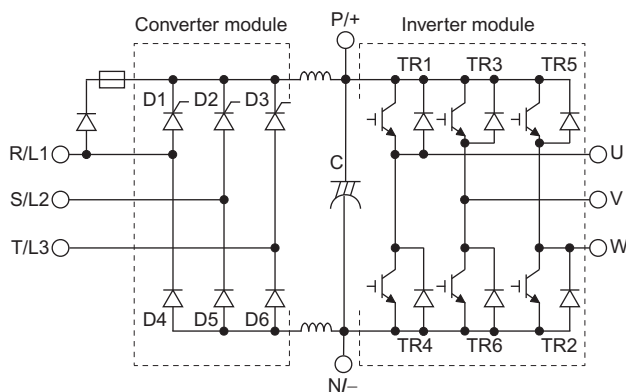 Converter module
P/+
Inverter module
TR1
TR3
TR5
D1
D2
D3
R/L1
U
C
S/L2
V
T/L3
W
D4
D5
D6
TR4
TR6
TR2
N/−